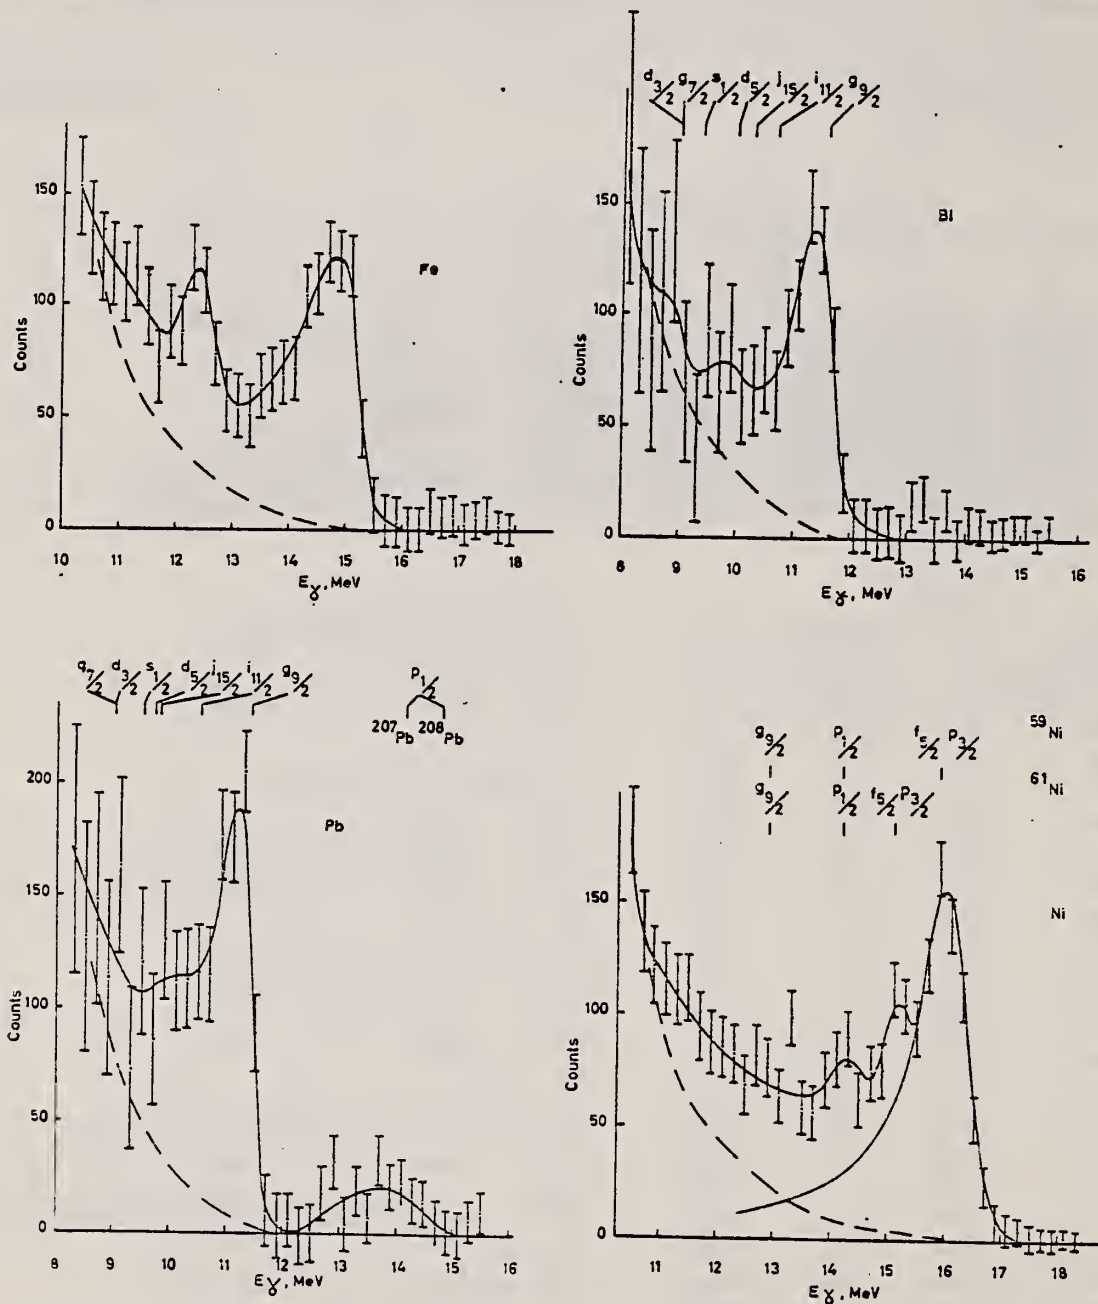 Fe
Counts
150
100
50
0
10 11 12 13 14 15 16 17 18
Eγ, MeV
d3/2 g7/2 s1/2 d5/2 j15/2 i11/2 g9/2
Bi
Counts
150
100
50
0
8 9 10 11 12 13 14 15 16
Eγ, MeV
g7/2 d3/2 s1/2 d5/2 j15/2 i11/2 g9/2
p1/2
207Pb 208Pb
Pb
Counts
200
150
100
50
0
8 9 10 11 12 13 14 15 16
Eγ, MeV
g9/2 p1/2 f5/2 p3/2 59Ni
g9/2 p1/2 f5/2 p3/2 61Ni
Ni
Counts
150
100
50
0
11 12 13 14 15 16 17 18
Eγ, MeV